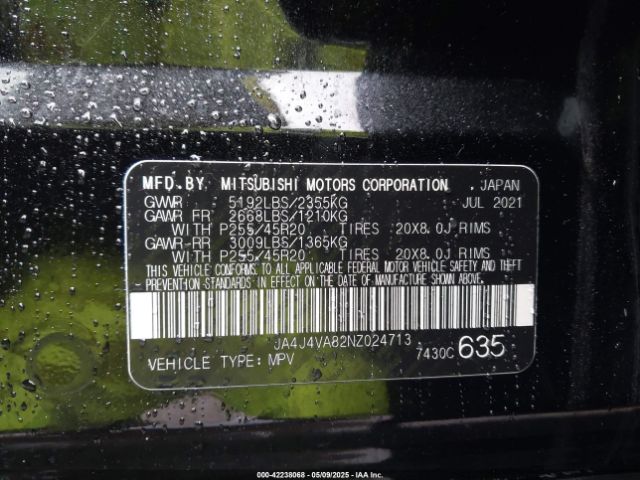 MFD.BY MITSUBISHI MOTORS CORPORATION JAPAN
GVWR 5192LBS/2355KG JUL 2021
GAWR FR 2668LBS/1210KG
WITH P255/45R20 TIRES 20X8.0J RIMS
GAWR-RR 3009LBS/1365KG
WITH P255/45R20 TIRES 20X8.0J RIMS
THIS VEHICLE CONFORMS TO ALL APPLICABLE FEDERAL MOTOR VEHICLE SAFETY AND THEFT
PREVENTION STANDARDS IN EFFECT ON THE DATE OF MANUFACTURE SHOWN ABOVE.
JA4J4VA82NZ024713
VEHICLE TYPE: MPV 7430C 635
000-42238068 - 05/09/2025 - IAA Inc.